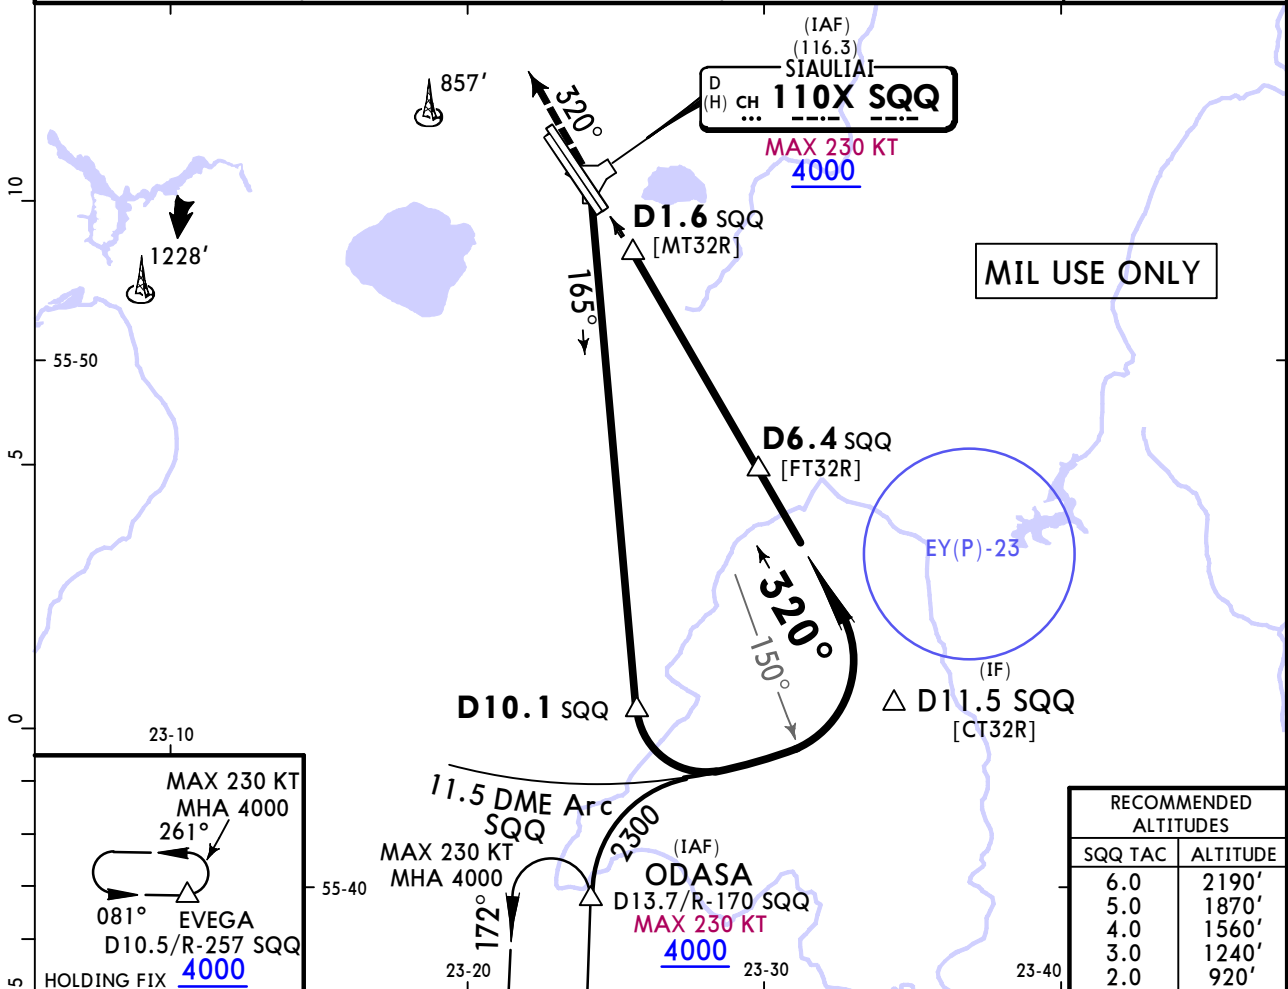 (IAF)
(116.3)
SIAULIAI
D
(H) CH 110X SQQ
MAX 230 KT
4000
857'
320°
10
D1.6 SQQ
[MT32R]
1228'
165°
MIL USE ONLY
55-50
D6.4 SQQ
[FT32R]
5
EY(P)-23
320°
150°
(IF)
D11.5 SQQ
[CT32R]
D10.1 SQQ
0
23-10
11.5 DME Arc
SQQ
2300
MAX 230 KT
MHA 4000
172°
(IAF)
ODASA
D13.7/R-170 SQQ
MAX 230 KT
4000
55-40
23-20
23-30
23-40
MAX 230 KT
MHA 4000
261°
081°
EVEGA
D10.5/R-257 SQQ
HOLDING FIX 4000
5
RECOMMENDED
ALTITUDES
SQQ TAC ALTITUDE
6.0 2190'
5.0 1870'
4.0 1560'
3.0 1240'
2.0 920'